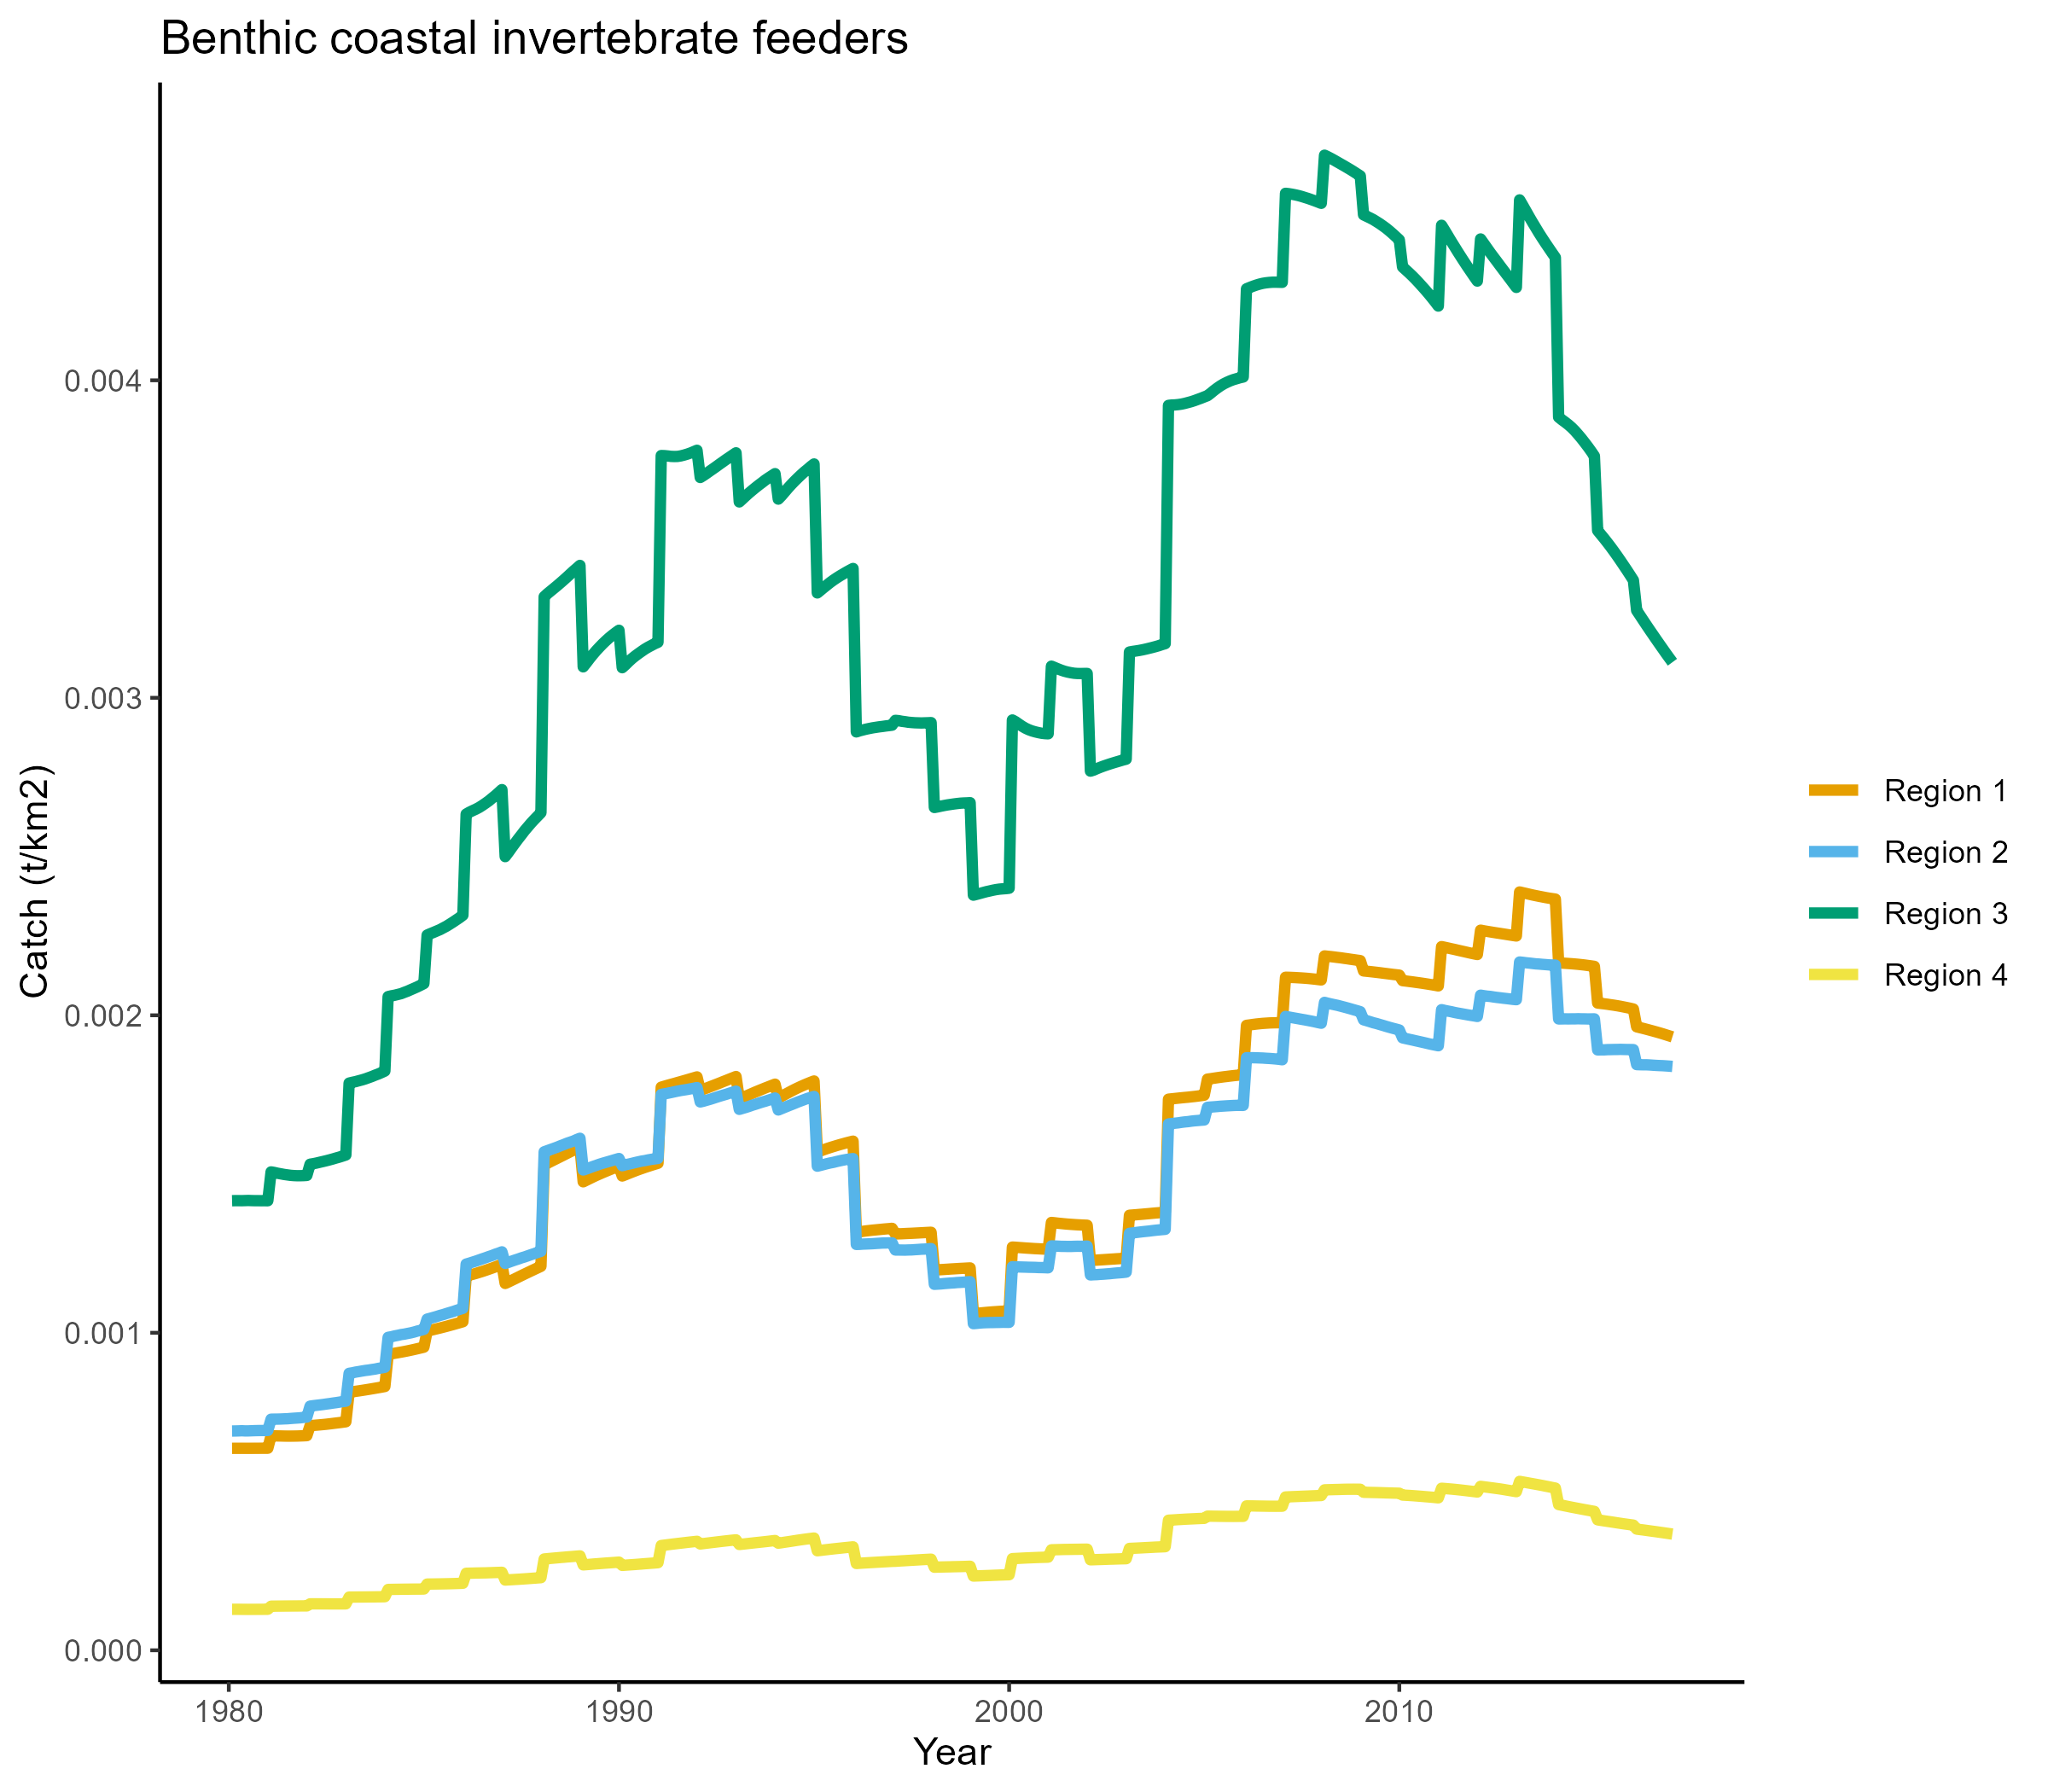 Benthic coastal invertebrate feeders
Catch (t/km2)
0.004
0.003
0.002
0.001
0.000
1980
1990
2000
2010
Year
Region 1
Region 2
Region 3
Region 4